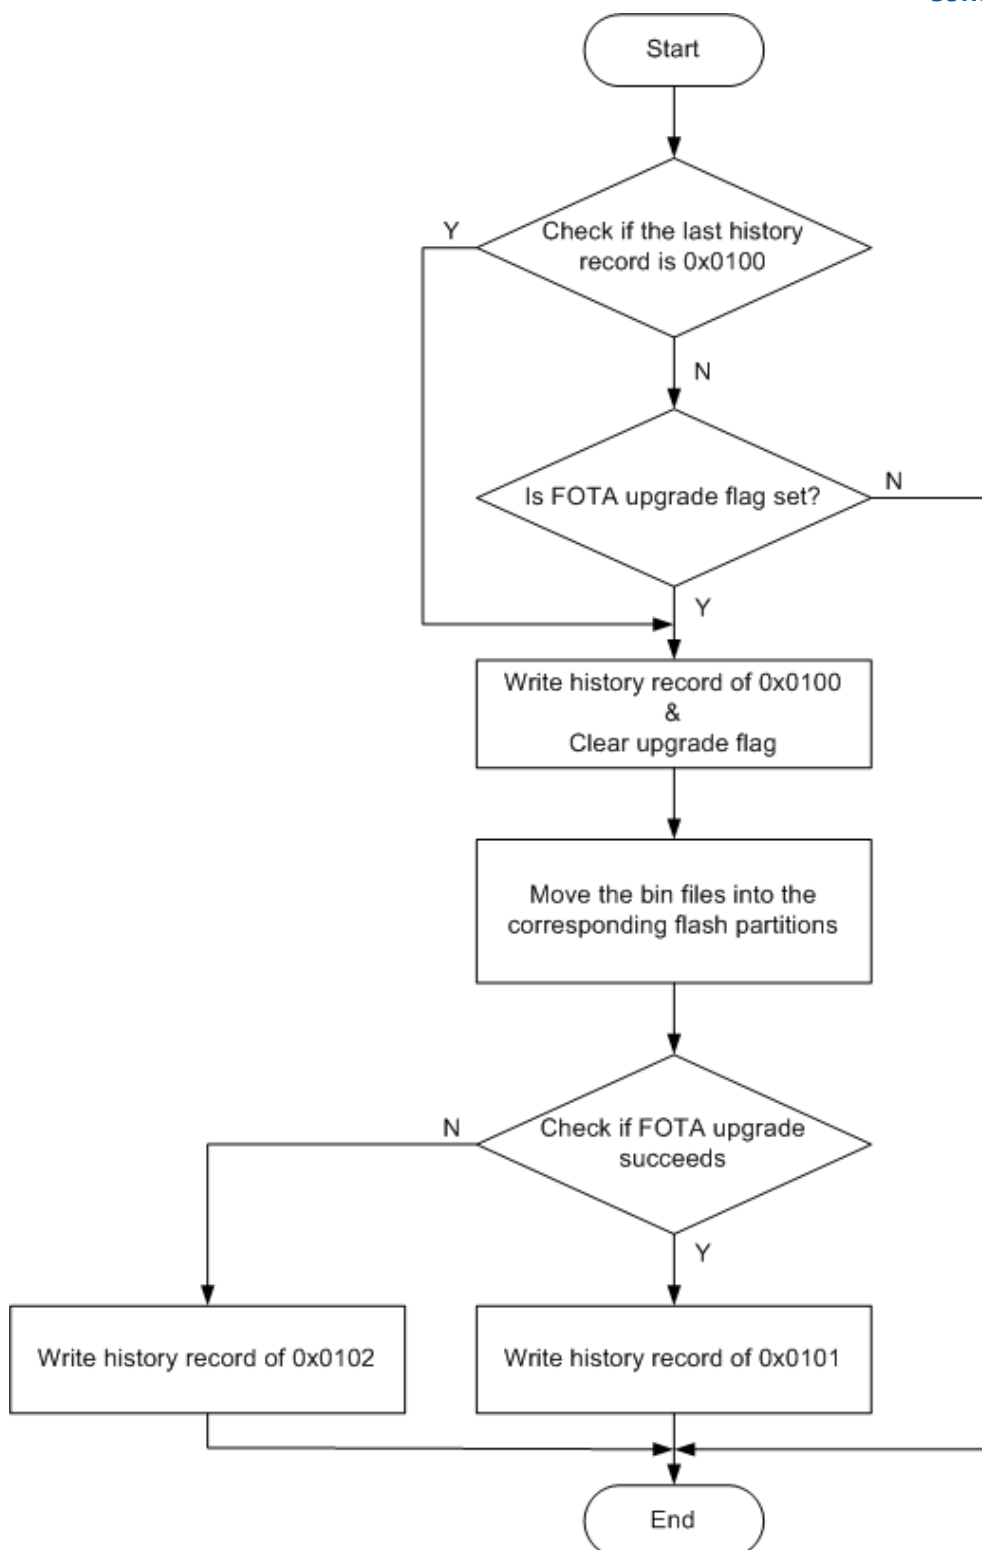 Start
Y
Check if the last history
record is 0x0100
N
Is FOTA upgrade flag set?
N
Y
Write history record of 0x0100
&
Clear upgrade flag
Move the bin files into the
corresponding flash partitions
N
Check if FOTA upgrade
succeeds
Y
Write history record of 0x0102
Write history record of 0x0101
End